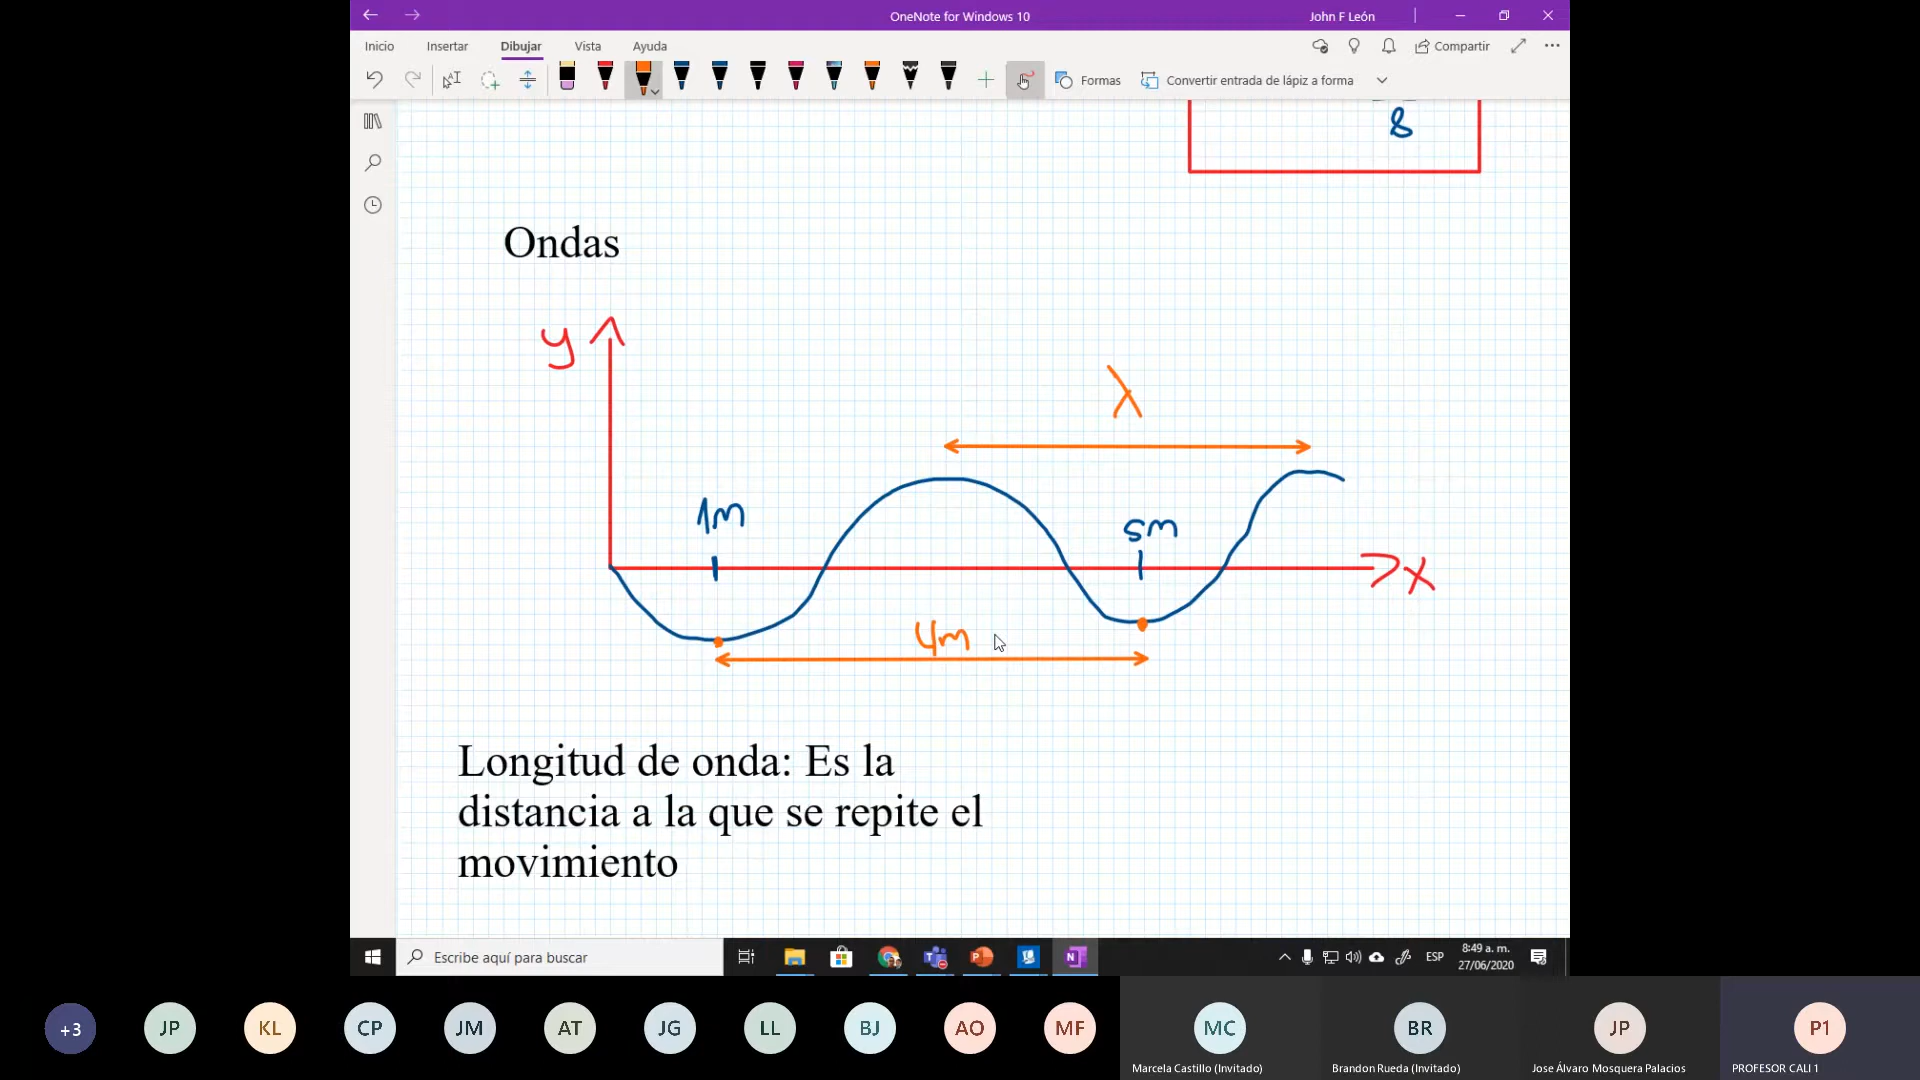 OneNote for Windows 10
John F León
Inicio
Insertar
Dibujar
Vista
Ayuda
Compartir
Formas
Convertir entrada de lápiz a forma
8
Ondas
y
λ
1m
5m
x
4m
Longitud de onda: Es la
distancia a la que se repite el
movimiento
Escribe aquí para buscar
ESP
8:49 a. m.
27/06/2020
+3
JP
KL
CP
JM
AT
JG
LL
BJ
AO
MF
MC
Marcela Castillo (Invitado)
BR
Brandon Rueda (Invitado)
JP
Jose Álvaro Mosquera Palacios
P1
PROFESOR CALI 1